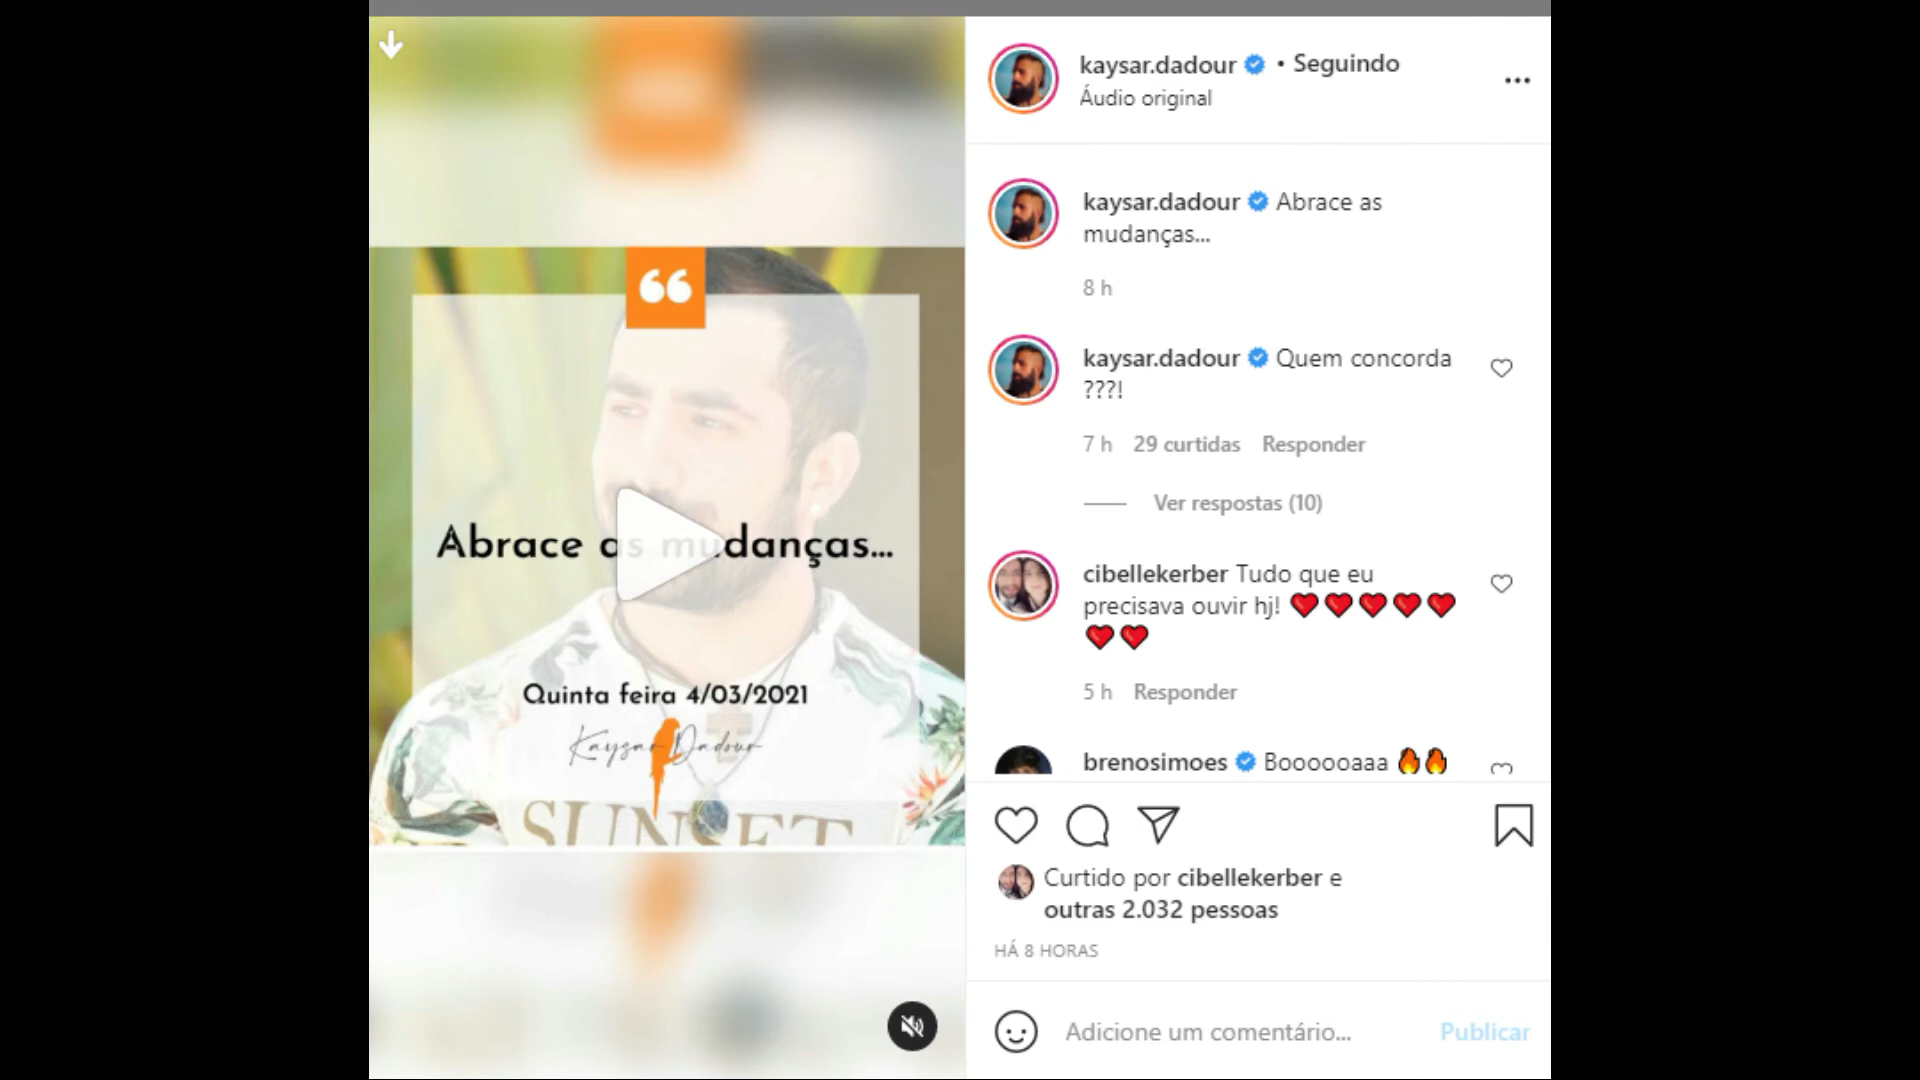 “
Abrace as mudanças...
Quinta feira 4/03/2021
Kaysar Dadour
SUNSET
kaysar.dadour • Seguindo
Áudio original
kaysar.dadour Abrace as
mudanças...
8 h
kaysar.dadour Quem concorda
???!
7 h 29 curtidas Responder
Ver respostas (10)
cibellekerber Tudo que eu
precisava ouvir hj! ❤️❤️❤️❤️❤️
❤️❤️
5 h Responder
brenosimoes Boooooaaa 🔥🔥
Curtido por cibellekerber e
outras 2.032 pessoas
HÁ 8 HORAS
Adicione um comentário... Publicar